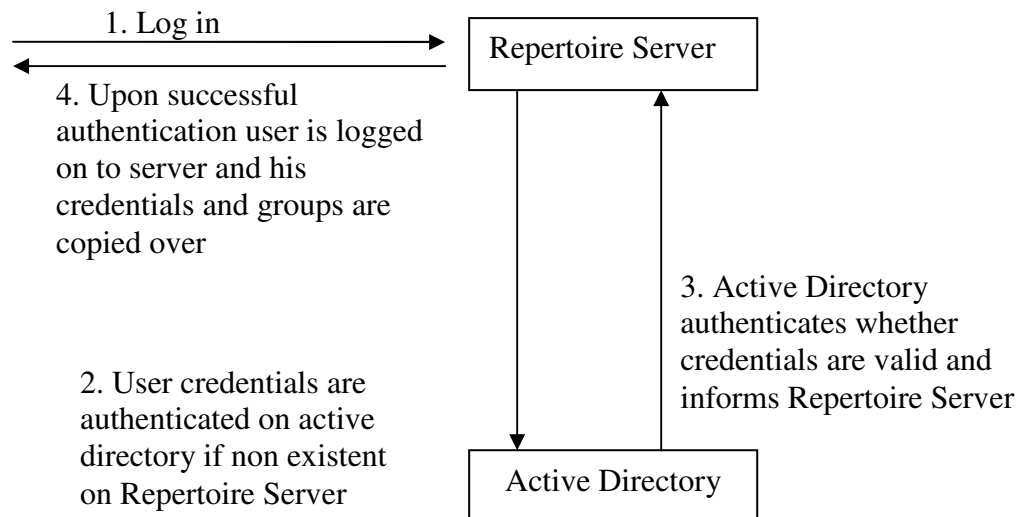 1. Log in
Repertoire Server
4. Upon successful
authentication user is logged
on to server and his
credentials and groups are
copied over
3. Active Directory
authenticates whether
credentials are valid and
informs Repertoire Server
2. User credentials are
authenticated on active
directory if non existent
on Repertoire Server
Active Directory